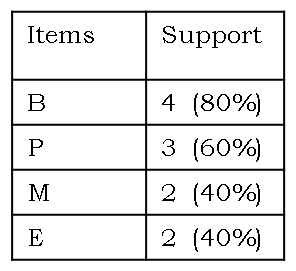 Items Support
B 4 (80%)
P 3 (60%)
M 2 (40%)
E 2 (40%)